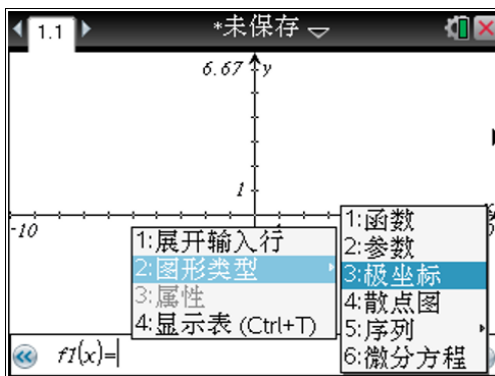 1.1
*未保存
6.67
y
1
-10
1:展开输入行
2:图形类型
3:属性
4:显示表 (Ctrl+T)
1:函数
2:参数
3:极坐标
4:散点图
5:序列
6:微分方程
f1(x)=